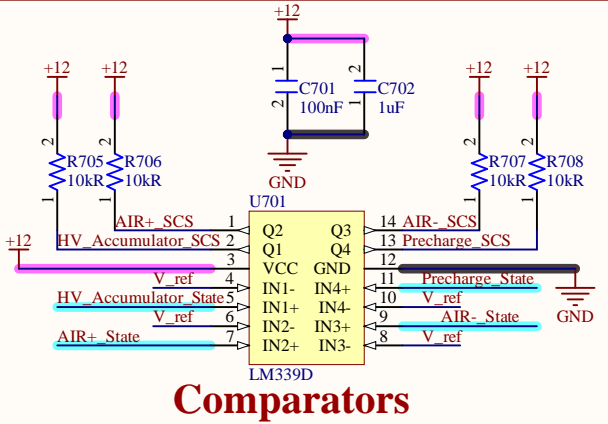 +12
+12
+12
+12
+12
1
2
C701
100nF
2
1
C702
1uF
GND
2
R705
10kR
1
2
R706
10kR
1
2
R707
10kR
1
2
R708
10kR
1
U701
AIR+_SCS
1
Q2
Q3
14
AIR-_SCS
HV_Accumulator_SCS
2
Q1
Q4
13
Precharge_SCS
+12
3
VCC
GND
12
GND
V_ref
4
IN1-
IN4+
11
Precharge_State
HV_Accumulator_State
5
IN1+
IN4-
10
V_ref
V_ref
6
IN2-
IN3+
9
AIR-_State
AIR+_State
7
IN2+
IN3-
8
V_ref
LM339D
Comparators